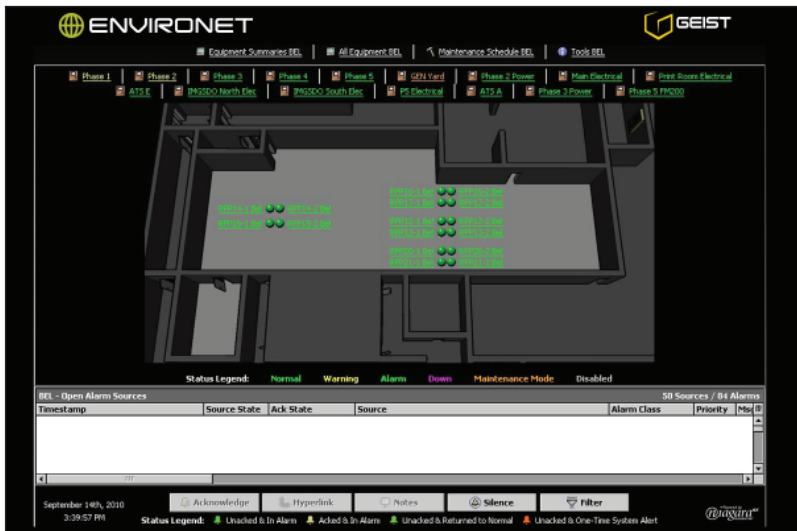 ENVIRONET
GEIST
Equipment Summaries BEL | All Equipment BEL | Maintenance Schedule BEL | Tools BEL
Phase 1 | Phase 2 | Phase 3 | Phase 4 | Phase 5 | GEN Yard | Phase 2 Power | Main Electrical | Print Room Electrical
ATS E | IMGSDO North Elec | IMGSDO South Elec | PS Electrical | ATS A | Phase 3 Power | Phase 5 FM200
Status Legend: Normal Warning Alarm Down Maintenance Mode Disabled
BEL - Open Alarm Sources 50 Sources / 84 Alarms
Timestamp Source State Ack State Source Alarm Class Priority
Acknowledge Hyperlink Notes Silence Filter
September 14th, 2010
3:39:57 PM
Status Legend: Unacked & In Alarm Acked & In Alarm Unacked & Returned to Normal Unacked & One-Time System Alert
niagara